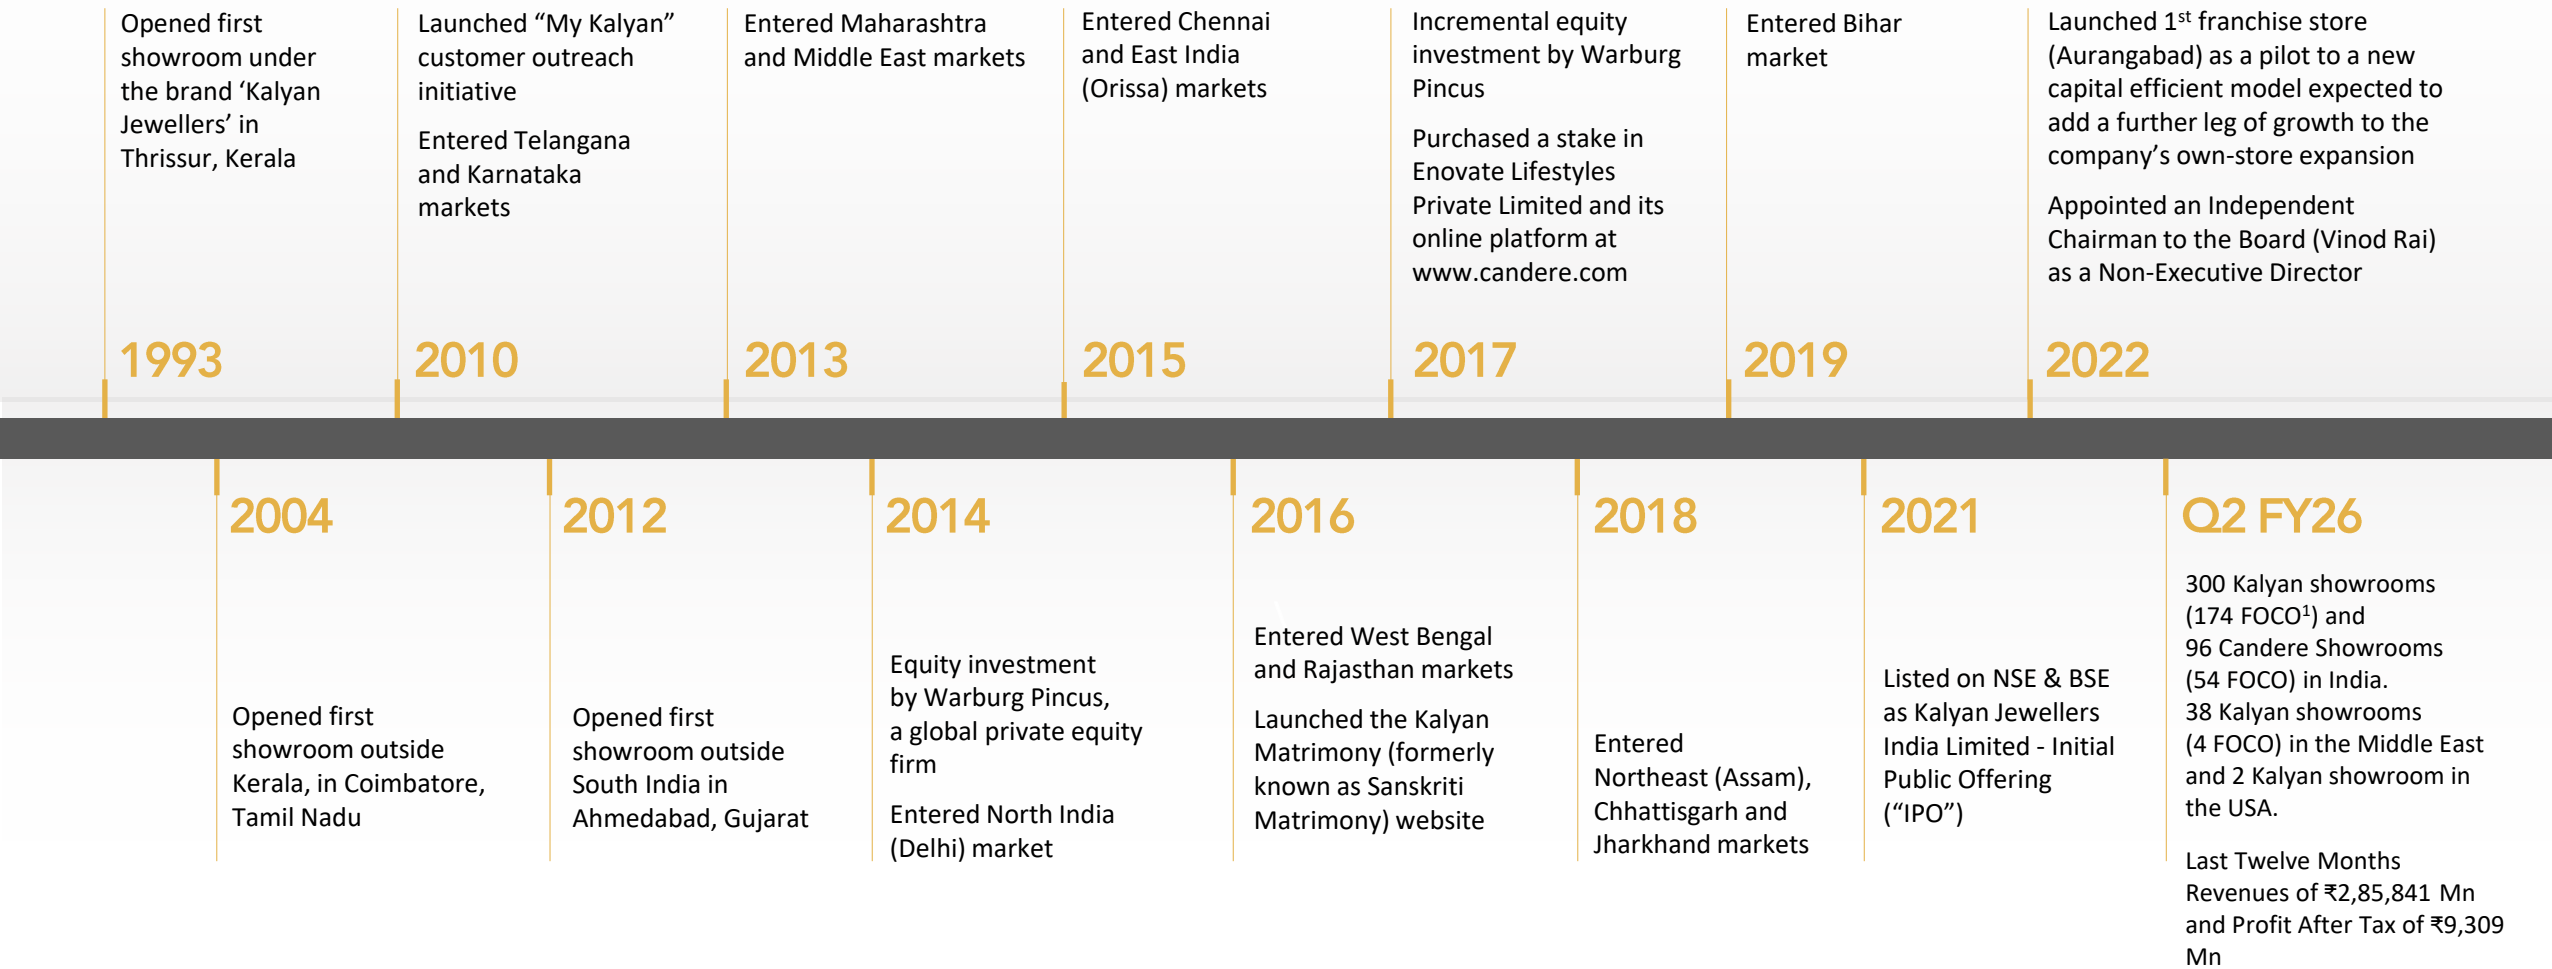 Opened first
showroom under
the brand ‘Kalyan
Jewellers’ in
Thrissur, Kerala
1993
Launched “My Kalyan”
customer outreach
initiative
Entered Telangana
and Karnataka
markets
2010
Entered Maharashtra
and Middle East markets
2013
Entered Chennai
and East India
(Orissa) markets
2015
Incremental equity
investment by Warburg
Pincus
Purchased a stake in
Enovate Lifestyles
Private Limited and its
online platform at
www.candere.com
2017
Entered Bihar
market
2019
Launched 1st franchise store
(Aurangabad) as a pilot to a new
capital efficient model expected to
add a further leg of growth to the
company’s own-store expansion
Appointed an Independent
Chairman to the Board (Vinod Rai)
as a Non-Executive Director
2022
2004
Opened first
showroom outside
Kerala, in Coimbatore,
Tamil Nadu
2012
Opened first
showroom outside
South India in
Ahmedabad, Gujarat
2014
Equity investment
by Warburg Pincus,
a global private equity
firm
Entered North India
(Delhi) market
2016
Entered West Bengal
and Rajasthan markets
Launched the Kalyan
Matrimony (formerly
known as Sanskriti
Matrimony) website
2018
Entered
Northeast (Assam),
Chhattisgarh and
Jharkhand markets
2021
Listed on NSE & BSE
as Kalyan Jewellers
India Limited - Initial
Public Offering
(“IPO”)
Q2 FY26
300 Kalyan showrooms
(174 FOCO1) and
96 Candere Showrooms
(54 FOCO) in India.
38 Kalyan showrooms
(4 FOCO) in the Middle East
and 2 Kalyan showroom in
the USA.
Last Twelve Months
Revenues of ₹2,85,841 Mn
and Profit After Tax of ₹9,309
Mn